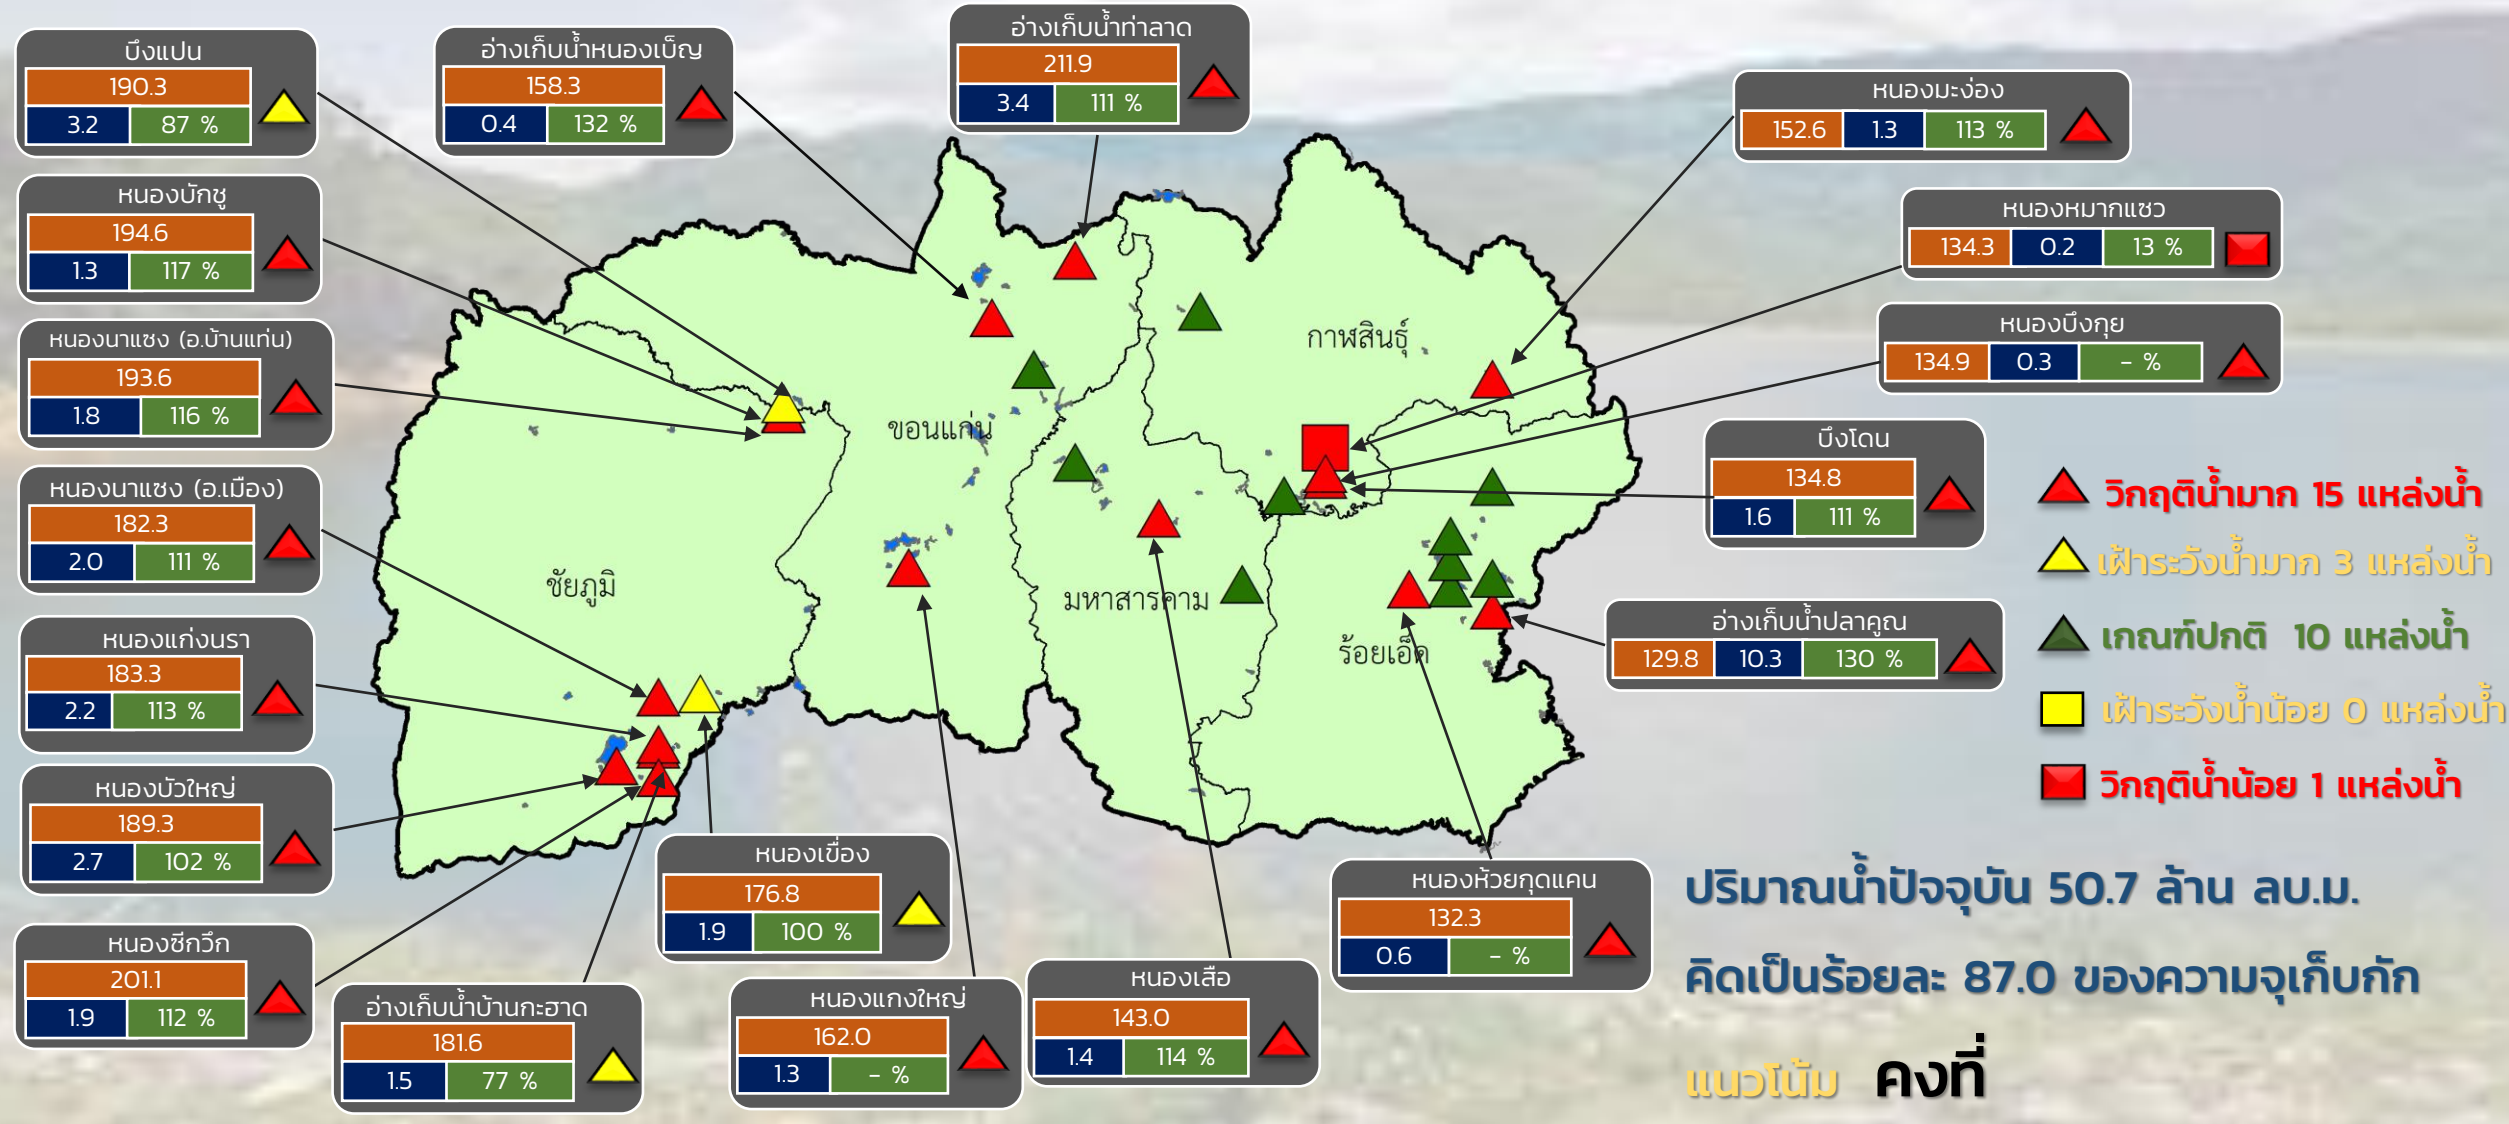 บึงแปน
190.3
3.2 87 %
อ่างเก็บน้ำหนองเบ็ญ
158.3
0.4 132 %
อ่างเก็บน้ำท่าลาด
211.9
3.4 111 %
หนองมะง่อง
152.6 1.3 113 %
หนองบักชู
194.6
1.3 117 %
หนองหมากแซว
134.3 0.2 13 %
หนองนาแซง (อ.บ้านแท่น)
193.6
1.8 116 %
หนองบึงกุย
134.9 0.3 - %
บึงโดน
134.8
1.6 111 %
หนองนาแซง (อ.เมือง)
182.3
2.0 111 %
หนองแก่งนรา
183.3
2.2 113 %
อ่างเก็บน้ำปลาคูณ
129.8 10.3 130 %
หนองบัวใหญ่
189.3
2.7 102 %
หนองซีกวึก
201.1
1.9 112 %
อ่างเก็บน้ำบ้านกะฮาด
181.6
1.5 77 %
หนองเขื่อง
176.8
1.9 100 %
หนองแกงใหญ่
162.0
1.3 - %
หนองเสือ
143.0
1.4 114 %
หนองห้วยกุดแคน
132.3
0.6 - %
กาฬสินธุ์
ขอนแก่น
ชัยภูมิ
มหาสารคาม
ร้อยเอ็ด
วิกฤติน้ำมาก 15 แหล่งน้ำ
เฝ้าระวังน้ำมาก 3 แหล่งน้ำ
เกณฑ์ปกติ 10 แหล่งน้ำ
เฝ้าระวังน้ำน้อย 0 แหล่งน้ำ
วิกฤติน้ำน้อย 1 แหล่งน้ำ
ปริมาณน้ำปัจจุบัน 50.7 ล้าน ลบ.ม.
คิดเป็นร้อยละ 87.0 ของความจุเก็บกัก
แนวโน้ม คงที่